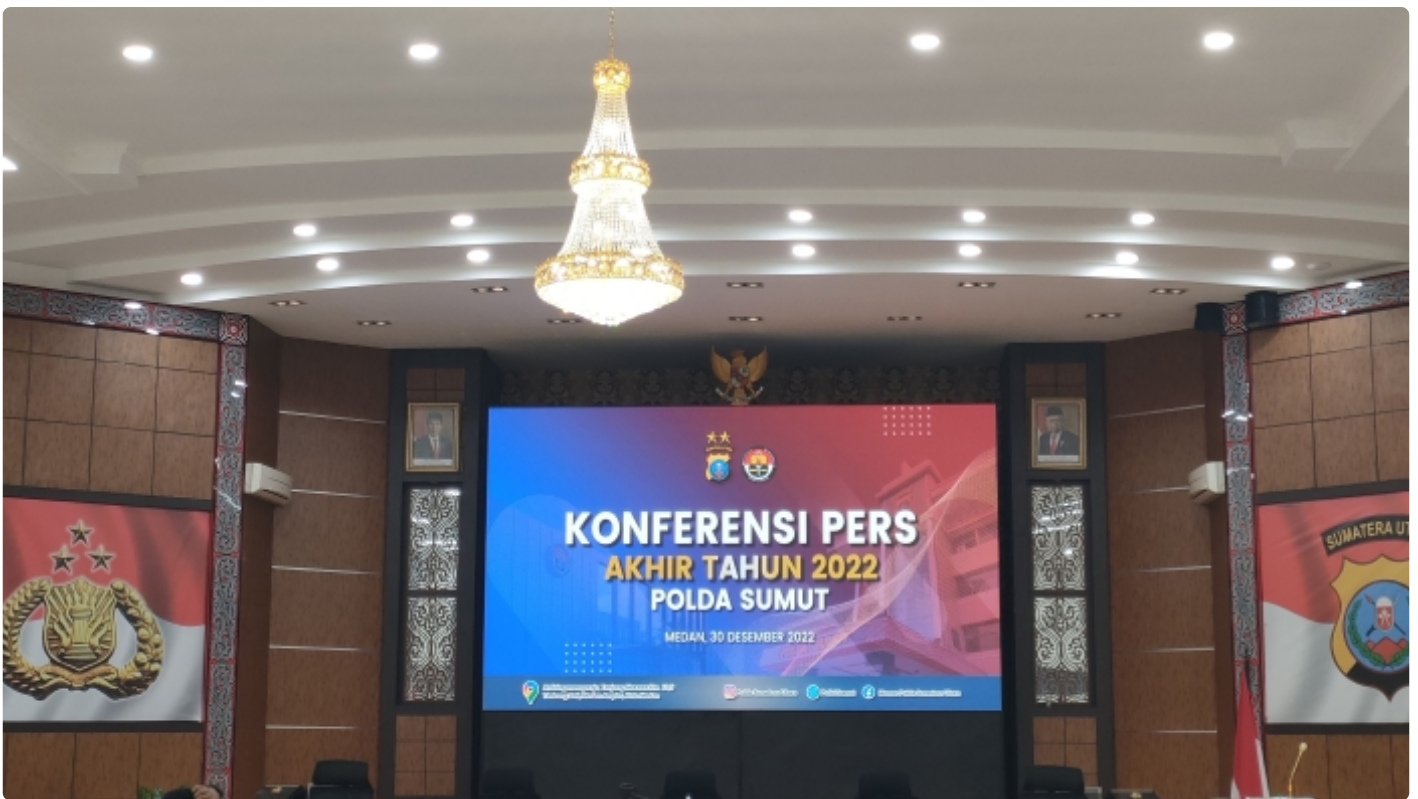 KONFERENSI PERS
AKHIR TAHUN 2022
POLDA SUMUT
MEDAN, 30 DESEMBER 2022
SUMATERA UT